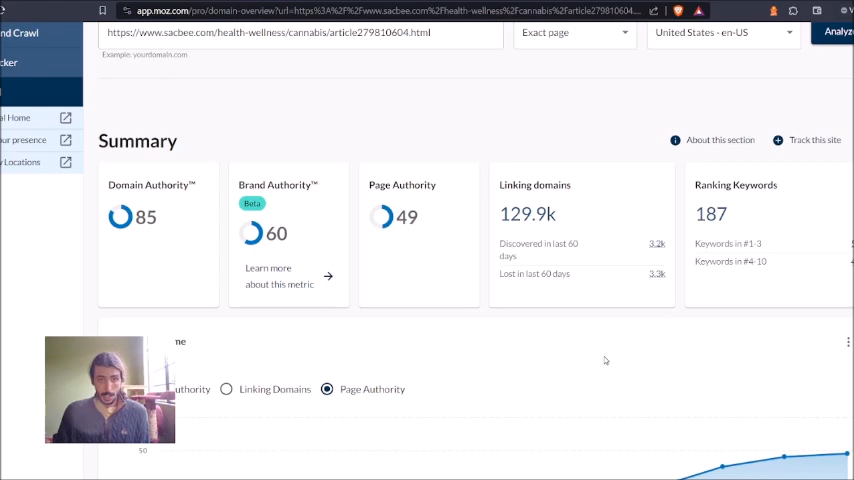 app.moz.com/pro/domain-overview?url=https%3A%2F%2Fwww.sacbee.com%2Fhealth-wellness%2Fcannabis%2Farticle279810604....
nd Crawl
https://www.sacbee.com/health-wellness/cannabis/article279810604.html
Exact page
United States - en-US
Analyze
Example: yourdomain.com
cker
al Home
our presence
Locations
Summary
About this section
Track this site
Domain Authority™
85
Brand Authority™
Beta
60
Learn more
about this metric
Page Authority
49
Linking domains
129.9k
Discovered in last 60
days
3.2k
Lost in last 60 days
3.3k
Ranking Keywords
187
Keywords in #1-3
Keywords in #4-10
me
uthority
Linking Domains
Page Authority
50